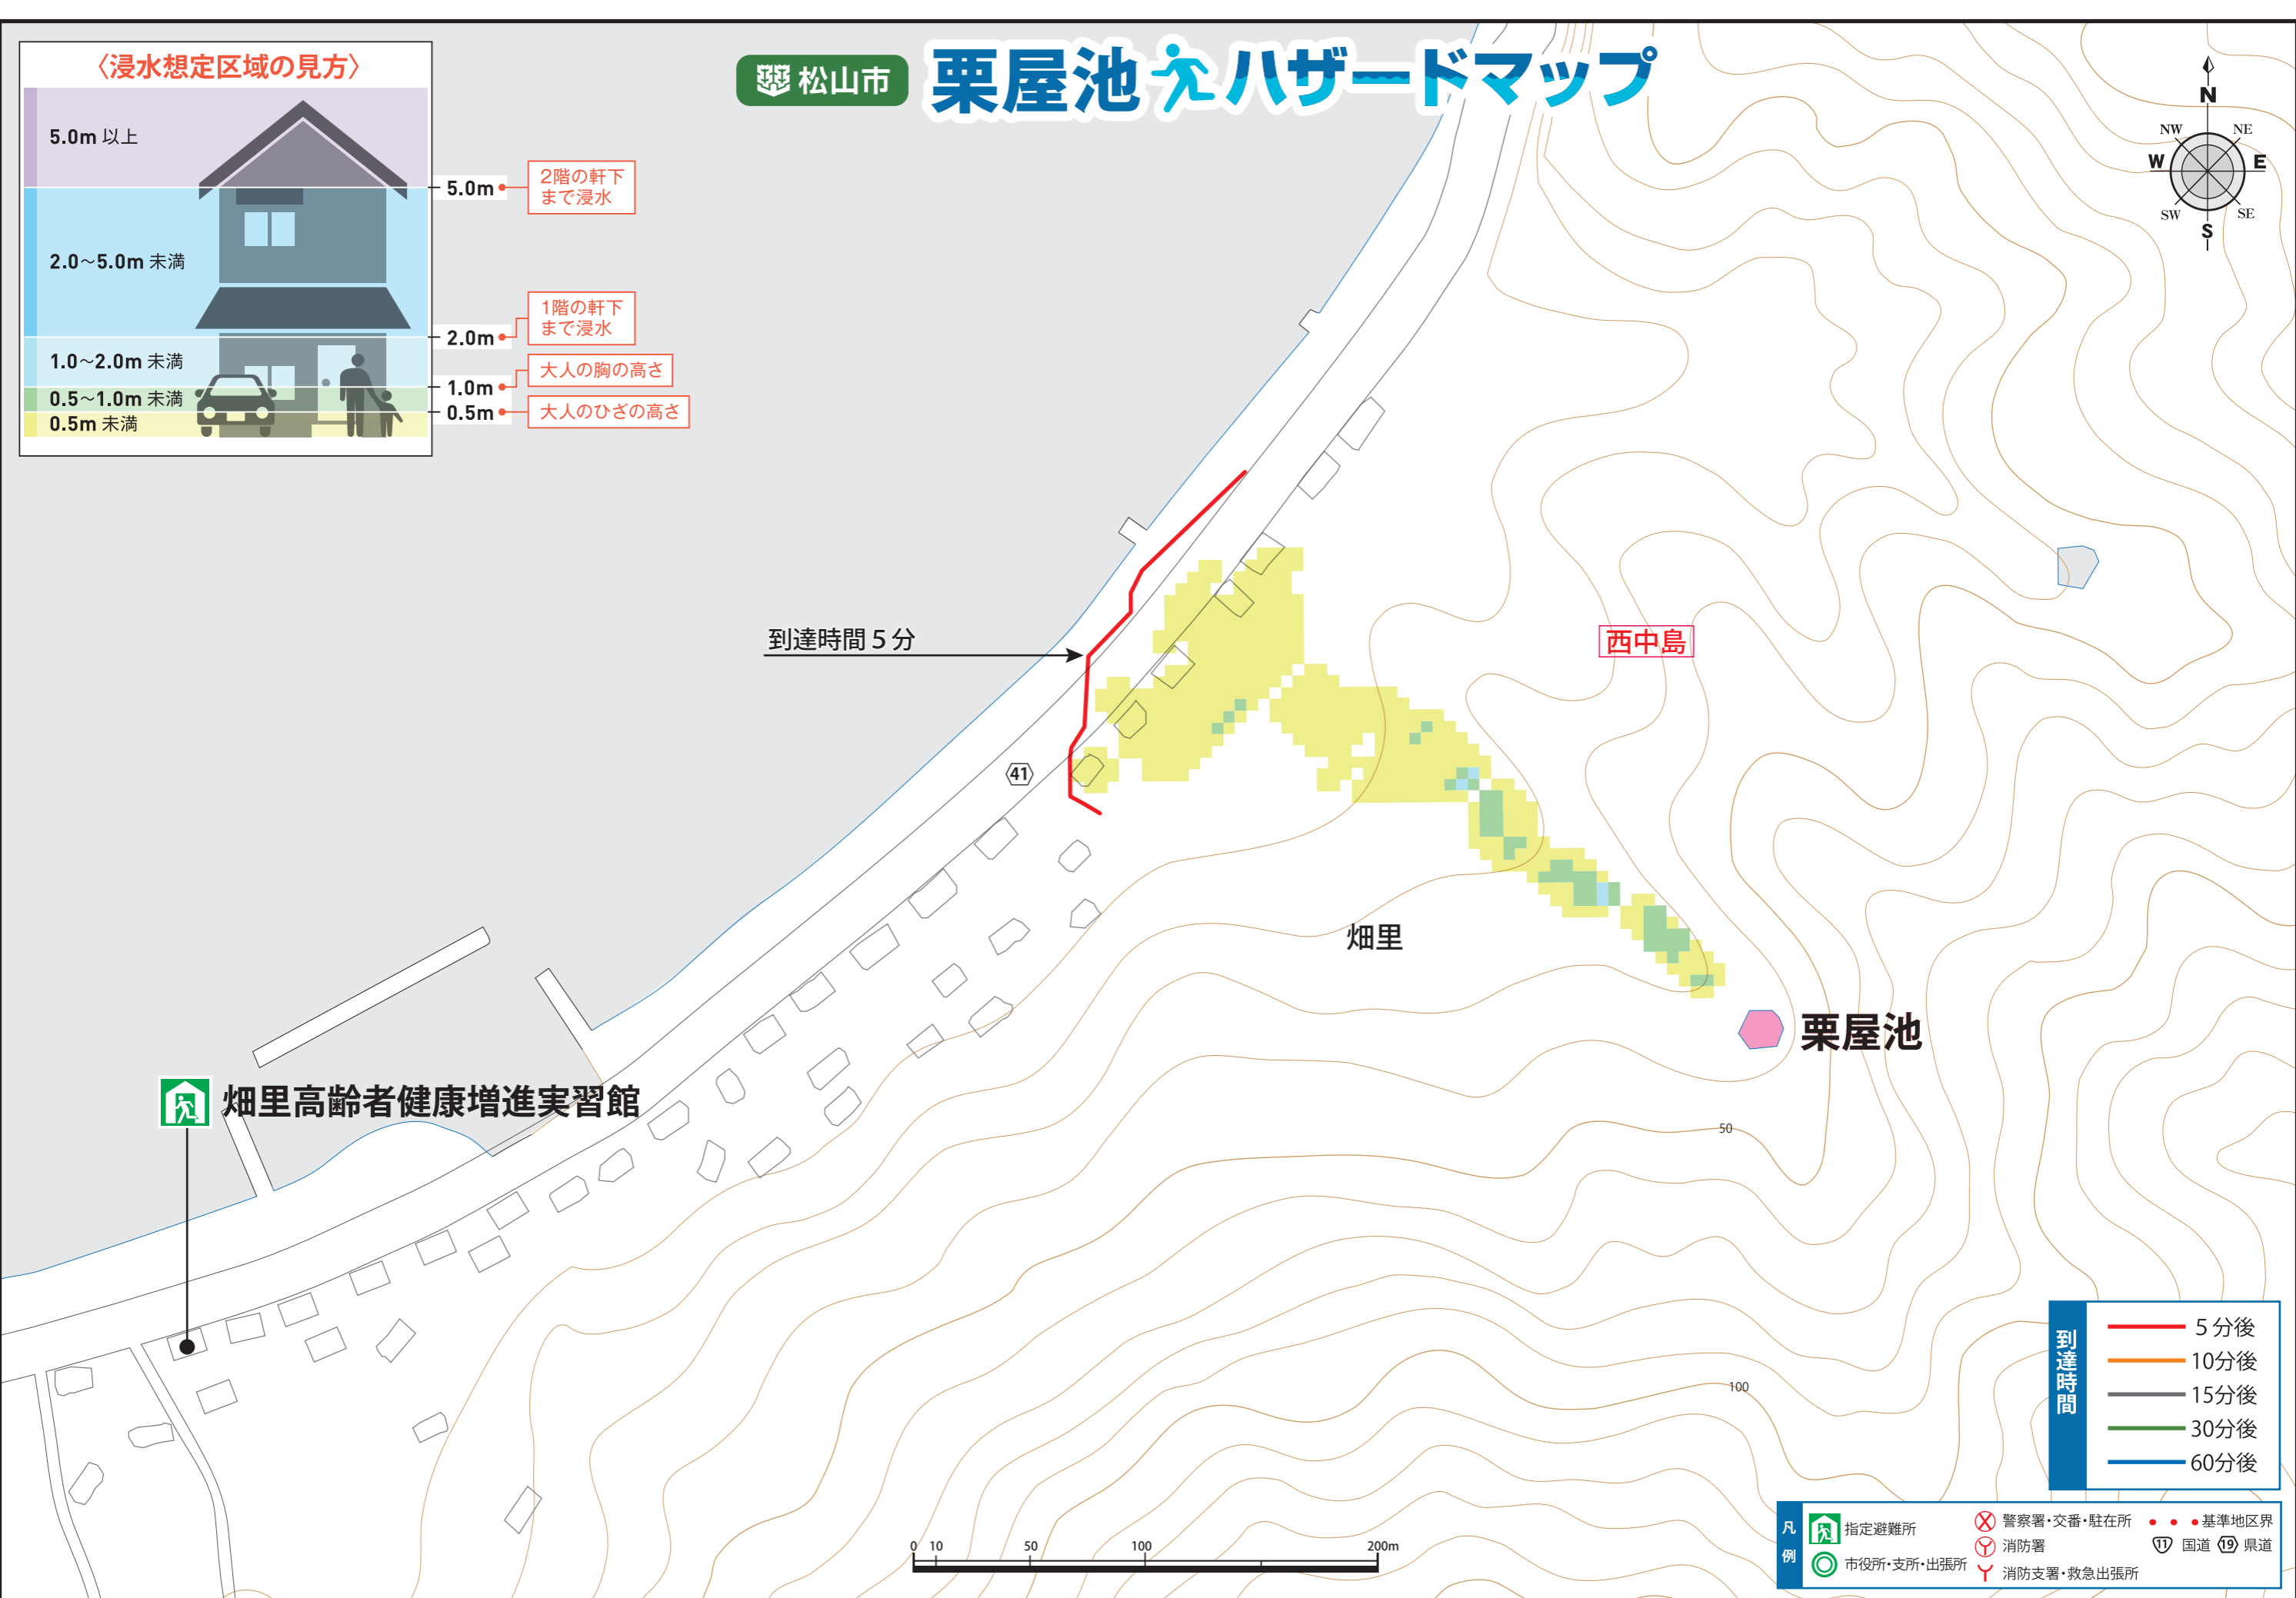 松山市 栗屋池 ハザードマップ
〈浸水想定区域の見方〉
5.0m 以上
2.0～5.0m 未満
1.0～2.0m 未満
0.5～1.0m 未満
0.5m 未満
5.0m
2階の軒下
まで浸水
2.0m
1階の軒下
まで浸水
1.0m
大人の胸の高さ
0.5m
大人のひざの高さ
N
NW NE
W E
SW SE
S
到達時間５分
西中島
41
畑里
栗屋池
畑里高齢者健康増進実習館
50
100
0 10 50 100 200m
到達時間
５分後
10分後
15分後
30分後
60分後
凡例
指定避難所
市役所・支所・出張所
警察署・交番・駐在所
消防署
消防支署・救急出張所
基準地区界
11 国道 19 県道